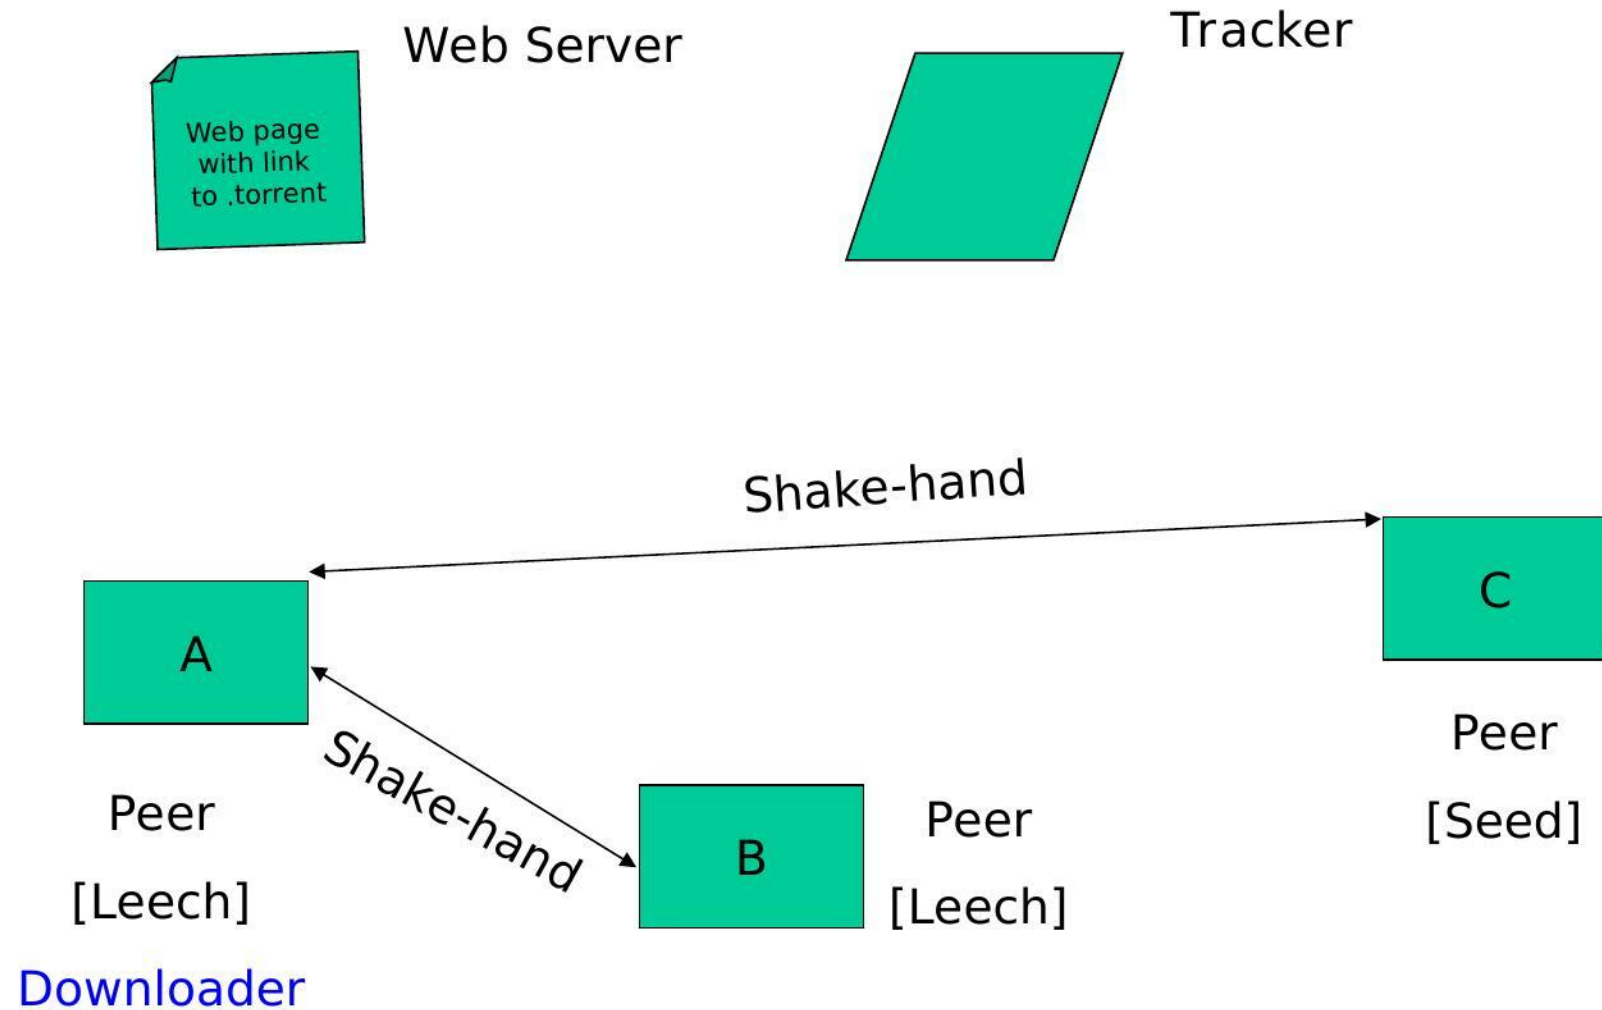 Web Server
Tracker
Web page
with link
to .torrent
Shake-hand
C
A
Peer
[Seed]
Shake-hand
B
Peer
[Leech]
Peer
[Leech]
Downloader